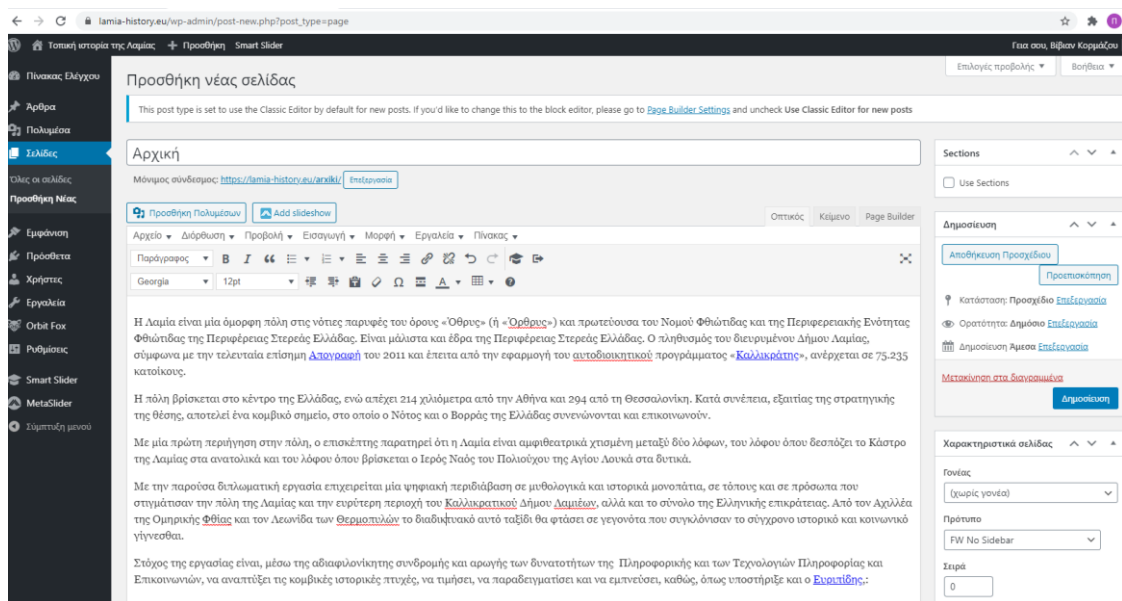 lamia-history.eu/wp-admin/post-new.php?post_type=page
Π
Τοπική ιστορία της Λαμίας
Προσθήκη
Smart Slider
Γεια σου, Βίβιαν Κορμάζου
Πίνακας Ελέγχου
Άρθρα
Πολυμέσα
Σελίδες
Όλες οι σελίδες
Προσθήκη Νέας
Εμφάνιση
Πρόσθετα
Χρήστες
Εργαλεία
Orbit Fox
Ρυθμίσεις
Smart Slider
MetaSlider
Σύμπτυξη μενού
Επιλογές προβολής
Βοήθεια
Προσθήκη νέας σελίδας
This post type is set to use the Classic Editor by default for new posts. If you'd like to change this to the block editor, please go to Page Builder Settings and uncheck Use Classic Editor for new posts
Αρχική
Μόνιμος σύνδεσμος: https://lamia-history.eu/arxiki/ Επεξεργασία
Προσθήκη Πολυμέσων
Add slideshow
Οπτικός Κείμενο Page Builder
Αρχείο Διόρθωση Προβολή Εισαγωγή Μορφή Εργαλεία Πίνακας
Παράγραφος B I
Georgia 12pt Ω A
Η Λαμία είναι μία όμορφη πόλη στις νότιες παρυφές του όρους «Όθρυς» (ή «Όρθρυς») και πρωτεύουσα του Νομού Φθιώτιδας και της Περιφερειακής Ενότητας
Φθιώτιδας της Περιφέρειας Στερεάς Ελλάδας. Είναι μάλιστα και έδρα της Περιφέρειας Στερεάς Ελλάδας. Ο πληθυσμός του διευρυμένου Δήμου Λαμίας,
σύμφωνα με την τελευταία επίσημη Απογραφή του 2011 και έπειτα από την εφαρμογή του αυτοδιοικητικού προγράμματος «Καλλικράτης», ανέρχεται σε 75.235
κατοίκους.
Η πόλη βρίσκεται στο κέντρο της Ελλάδας, ενώ απέχει 214 χιλιόμετρα από την Αθήνα και 294 από τη Θεσσαλονίκη. Κατά συνέπεια, εξαιτίας της στρατηγικής
της θέσης, αποτελεί ένα κομβικό σημείο, στο οποίο ο Νότος και ο Βορράς της Ελλάδας συνενώνονται και επικοινωνούν.
Με μία πρώτη περιήγηση στην πόλη, ο επισκέπτης παρατηρεί ότι η Λαμία είναι αμφιθεατρικά χτισμένη μεταξύ δύο λόφων, του λόφου όπου δεσπόζει το Κάστρο
της Λαμίας στα ανατολικά και του λόφου όπου βρίσκεται ο Ιερός Ναός του Πολιούχου της Αγίου Λουκά στα δυτικά.
Με την παρούσα διπλωματική εργασία επιχειρείται μία ψηφιακή περιδιάβαση σε μυθολογικά και ιστορικά μονοπάτια, σε τόπους και σε πρόσωπα που
στιγμάτισαν την πόλη της Λαμίας και την ευρύτερη περιοχή του Καλλικρατικού Δήμου Λαμιέων, αλλά και το σύνολο της Ελληνικής επικράτειας. Από τον Αχιλλέα
της Ομηρικής Φθίας και τον Λεωνίδα των Θερμοπυλών το διαδικτυακό αυτό ταξίδι θα φτάσει σε γεγονότα που συγκλόνισαν το σύγχρονο ιστορικό και κοινωνικό
γίγνεσθαι.
Στόχος της εργασίας είναι, μέσω της αδιαφιλονίκητης συνδρομής και αρωγής των δυνατοτήτων της Πληροφορικής και των Τεχνολογιών Πληροφορίας και
Επικοινωνιών, να αναπτύξει τις κομβικές ιστορικές πτυχές, να τιμήσει, να παραδειγματίσει και να εμπνεύσει, καθώς, όπως υποστήριξε και ο Ευριπίδης,:
Sections
Use Sections
Δημοσίευση
Αποθήκευση Προσχέδιου
Προεπισκόπηση
Κατάσταση: Προσχέδιο Επεξεργασία
Ορατότητα: Δημόσιο Επεξεργασία
Δημοσίευση Άμεσα Επεξεργασία
Μετακίνηση στα διαγραμμένα
Δημοσίευση
Χαρακτηριστικά σελίδας
Γονέας
(χωρίς γονέα)
Πρότυπο
FW No Sidebar
Σειρά
0